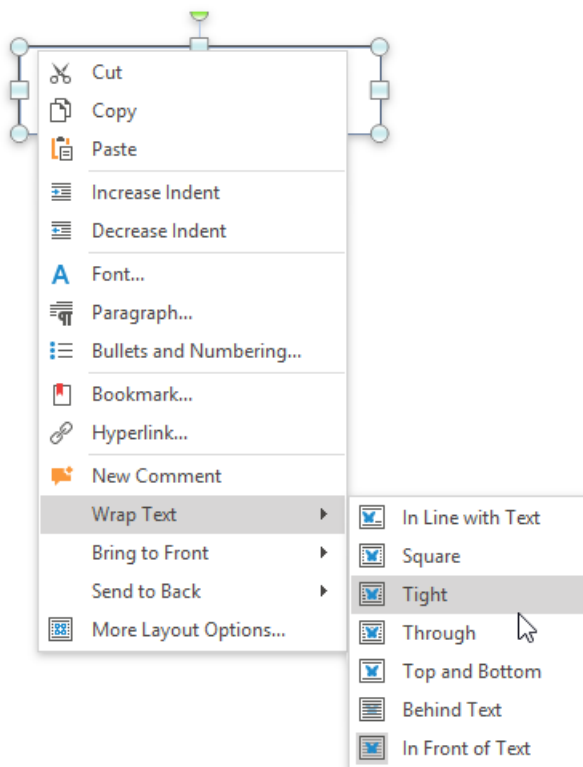 Cut
Copy
Paste
Increase Indent
Decrease Indent
Font...
Paragraph...
Bullets and Numbering...
Bookmark...
Hyperlink...
New Comment
Wrap Text
Bring to Front
Send to Back
More Layout Options...
In Line with Text
Square
Tight
Through
Top and Bottom
Behind Text
In Front of Text